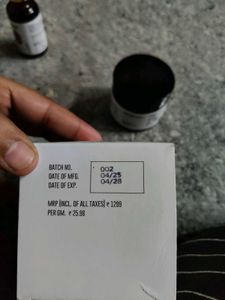 BATCH NO. 002
DATE OF MFG. 04/25
DATE OF EXP. 04/28
MRP (INCL. OF ALL TAXES) ₹ 1299
PER GM. ₹ 25.98